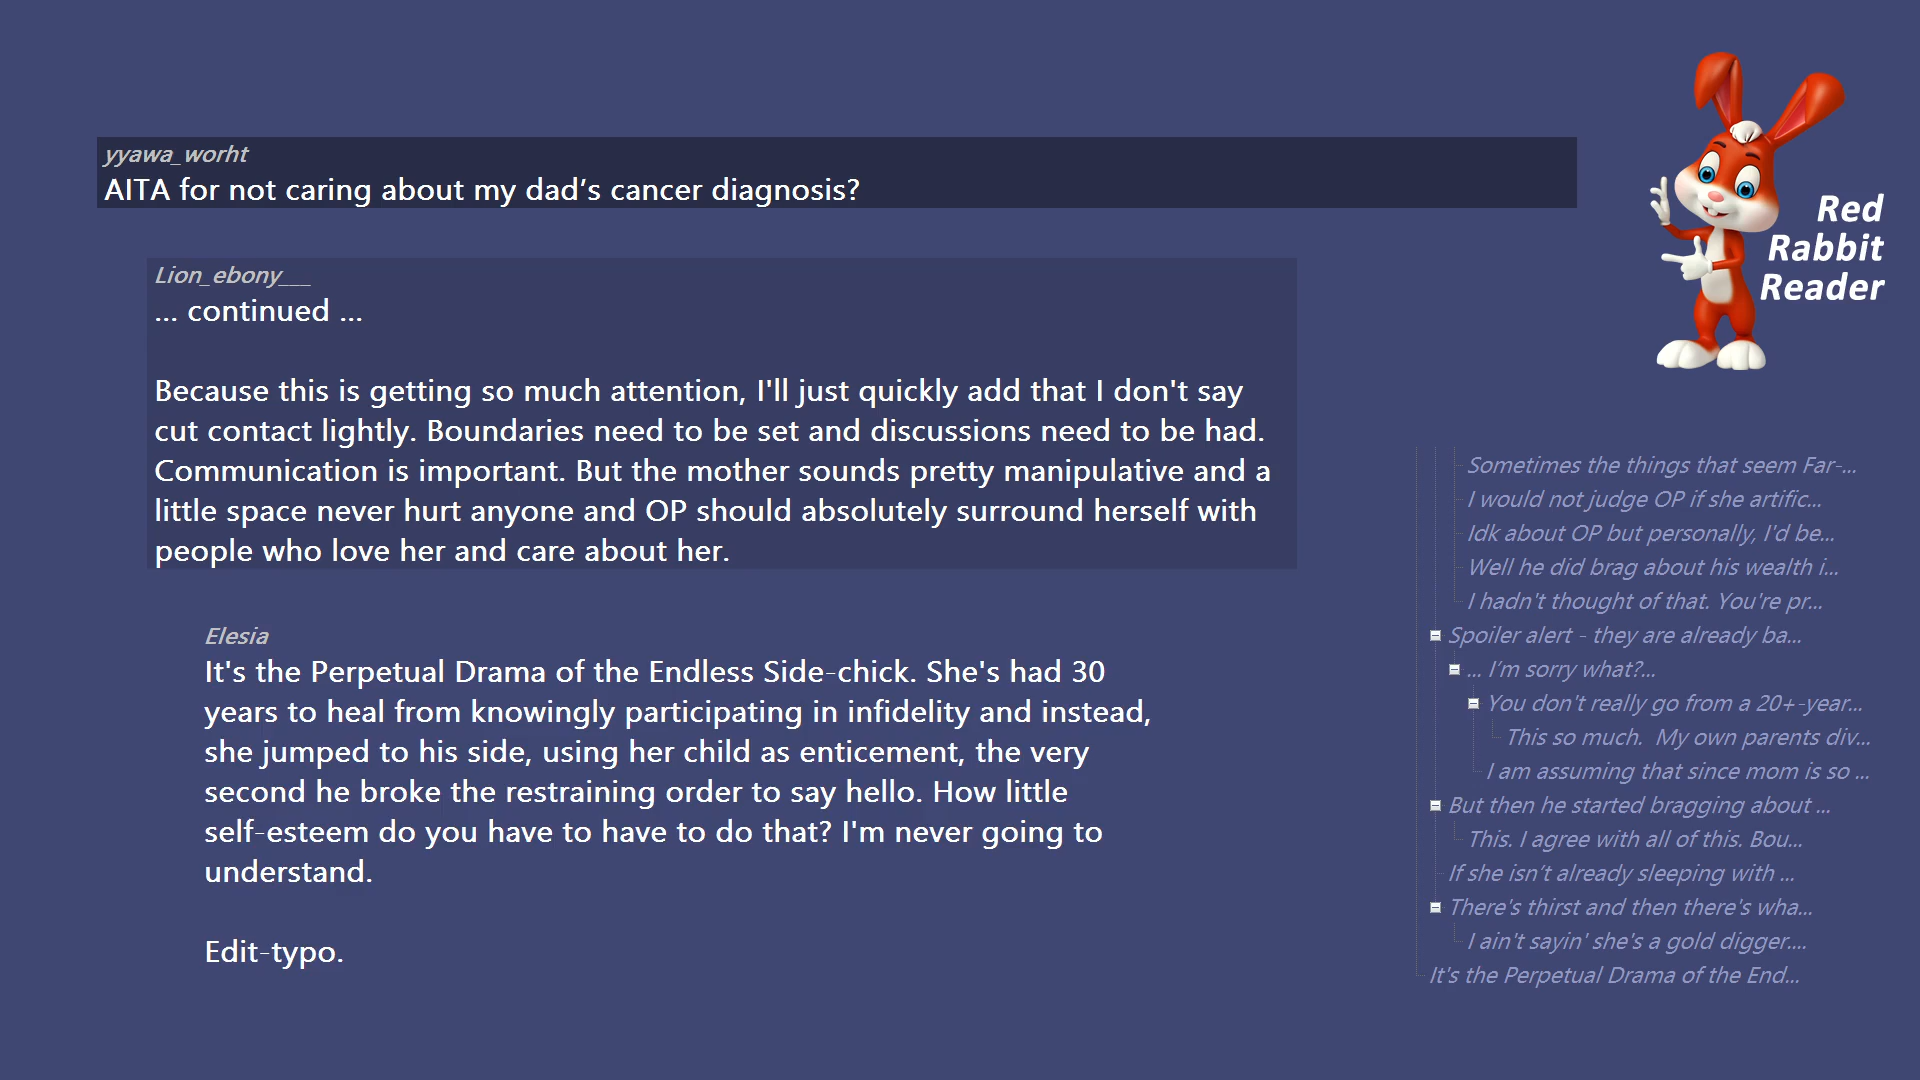 yyawa_worht
AITA for not caring about my dad’s cancer diagnosis?
Lion_ebony___
... continued ...
Because this is getting so much attention, I'll just quickly add that I don't say
cut contact lightly. Boundaries need to be set and discussions need to be had.
Communication is important. But the mother sounds pretty manipulative and a
little space never hurt anyone and OP should absolutely surround herself with
people who love her and care about her.
Elesia
It's the Perpetual Drama of the Endless Side-chick. She's had 30
years to heal from knowingly participating in infidelity and instead,
she jumped to his side, using her child as enticement, the very
second he broke the restraining order to say hello. How little
self-esteem do you have to have to do that? I'm never going to
understand.
Edit-typo.
Red
Rabbit
Reader
Sometimes the things that seem Far-...
I would not judge OP if she artific...
Idk about OP but personally, I'd be...
Well he did brag about his wealth i...
I hadn't thought of that. You're pr...
Spoiler alert - they are already ba...
... I’m sorry what?...
You don't really go from a 20+-year...
This so much.  My own parents div...
I am assuming that since mom is so ...
But then he started bragging about ...
This. I agree with all of this. Bou...
If she isn’t already sleeping with ...
There's thirst and then there's wha...
I ain't sayin' she's a gold digger....
It's the Perpetual Drama of the End...